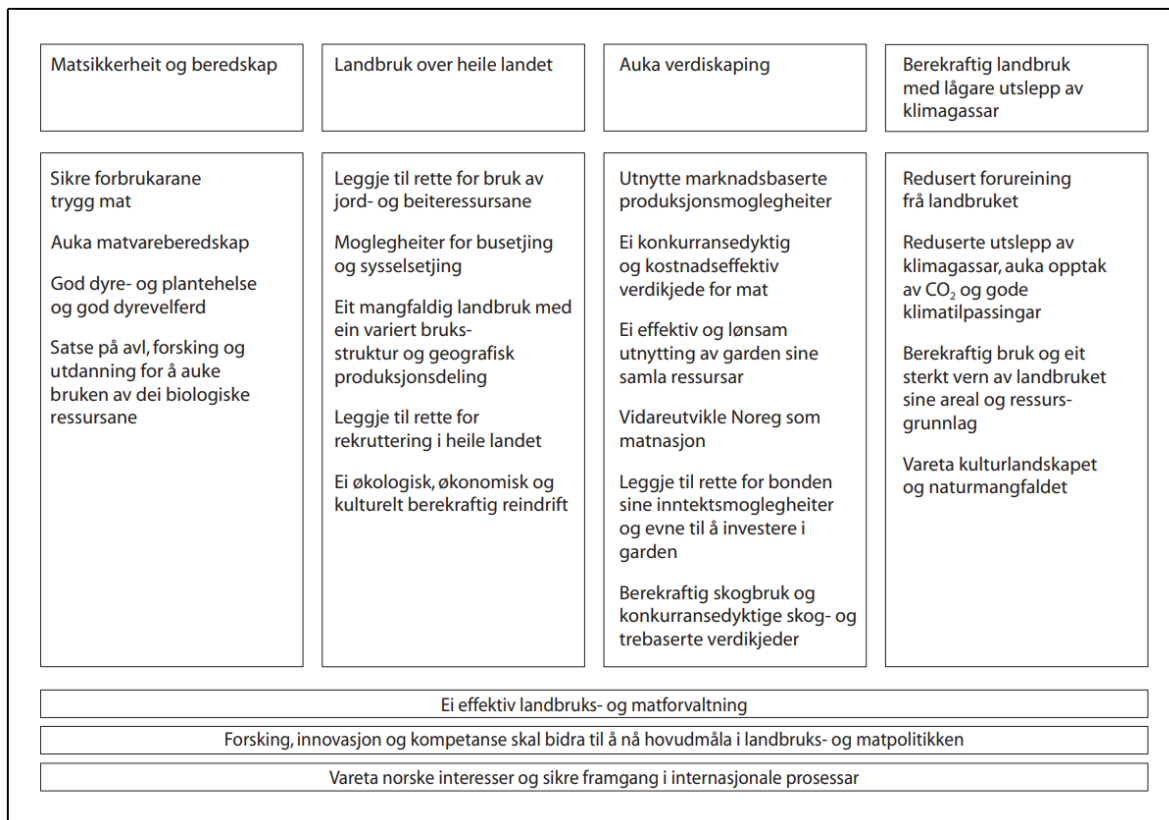 Matsikkerheit og beredskap
Landbruk over heile landet
Auka verdiskaping
Berekraftig landbruk
med lågare utslepp av
klimagassar
Sikre forbrukarane
trygg mat
Auka matvareberedskap
God dyre- og plantehelse
og god dyrevelferd
Satse på avl, forsking og
utdanning for å auke
bruken av dei biologiske
ressursane
Leggje til rette for bruk av
jord- og beiteressursane
Moglegheiter for busetjing
og sysselsetjing
Eit mangfaldig landbruk med
ein variert bruks-
struktur og geografisk
produksjonsdeling
Leggje til rette for
rekruttering i heile landet
Ei økologisk, økonomisk og
kulturelt berekraftig reindrift
Utnytte marknadsbaserte
produksjonsmoglegheiter
Ei konkurransedyktig
og kostnadseffektiv
verdikjede for mat
Ei effektiv og lønsam
utnytting av garden sine
samla ressursar
Vidareutvikle Noreg som
matnasjon
Leggje til rette for bonden
sine inntektsmoglegheiter
og evne til å investere i
garden
Berekraftig skogbruk og
konkurransedyktige skog- og
trebaserte verdikjeder
Redusert forureining
frå landbruket
Reduserte utslepp av
klimagassar, auka opptak
av CO₂ og gode
klimatilpassingar
Berekraftig bruk og eit
sterkt vern av landbruket
sine areal og ressurs-
grunnlag
Vareta kulturlandskapet
og naturmangfaldet
Ei effektiv landbruks- og matforvaltning
Forsking, innovasjon og kompetanse skal bidra til å nå hovudmåla i landbruks- og matpolitikken
Vareta norske interesser og sikre framgang i internasjonale prosessar